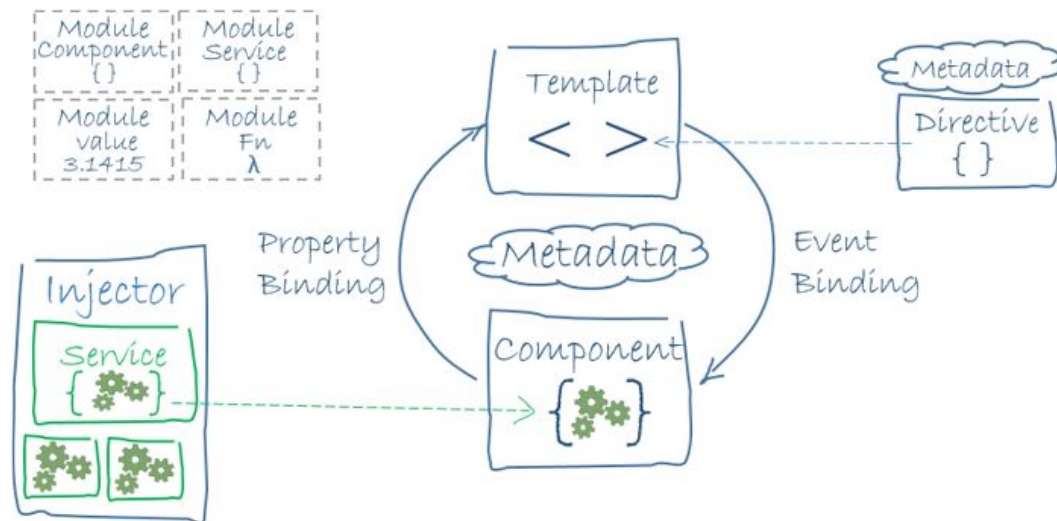 Module
Component
{ }
Module
Service
{ }
Module
value
3.1415
Module
Fn
λ
Template
< >
Metadata
Directive
{ }
Property
Binding
Metadata
Event
Binding
Injector
Service
{ }
Component
{ }